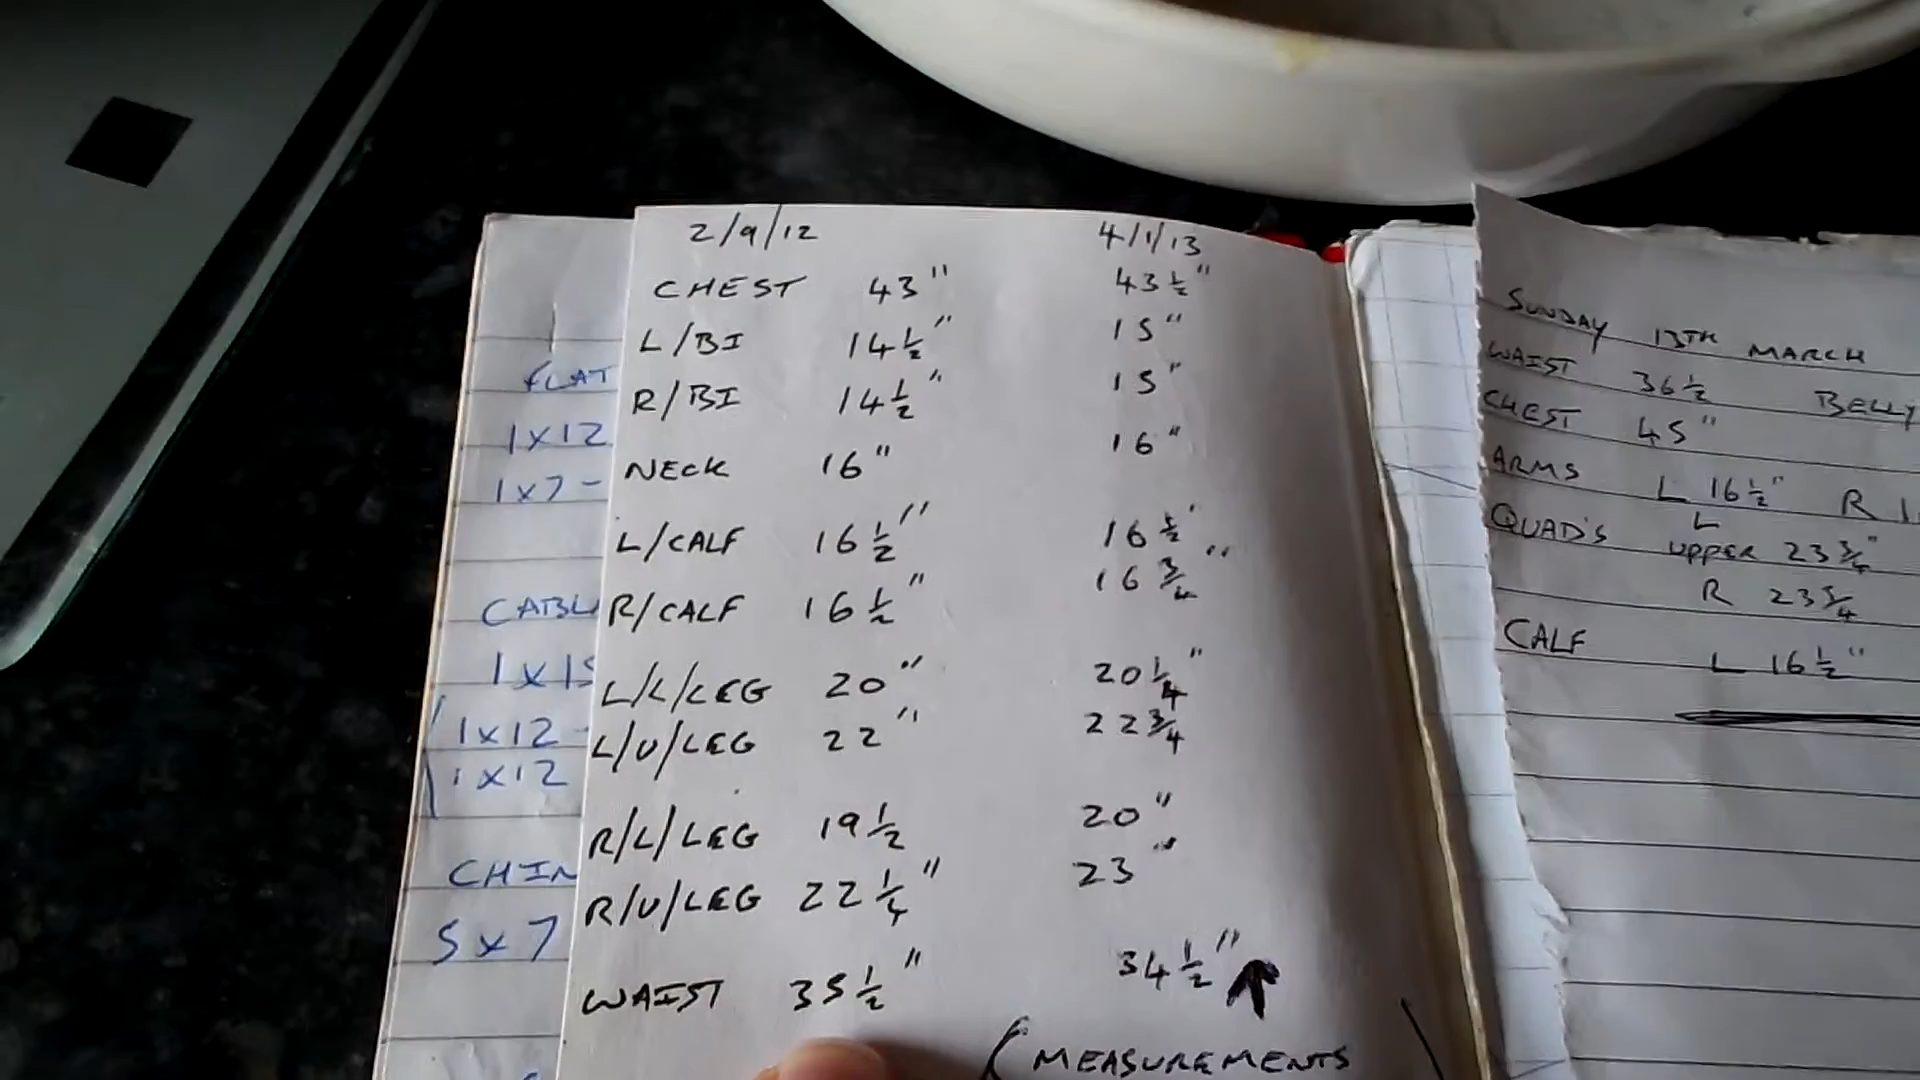 2/9/12 4/1/13
CHEST 43" 43½"
L/BI 14½" 15"
R/BI 14½" 15"
NECK 16" 16"
L/CALF 16½" 16½"
R/CALF 16½" 16¾"
L/L/LEG 20" 20¼"
L/U/LEG 22" 22¾
R/L/LEG 19½ 20"
R/U/LEG 22¼" 23"
WAIST 35½" 34½"
(MEASUREMENTS
FLAT
1x12
1x7-
1x15
1x12-
1x12
CHIN
5x7
SUNDAY 13TH MARCH
WAIST 36½ BELLY
CHEST 45"
ARMS L 16½" R
QUAD'S L
UPPER 23¾"
R 23¾
CALF L 16½"